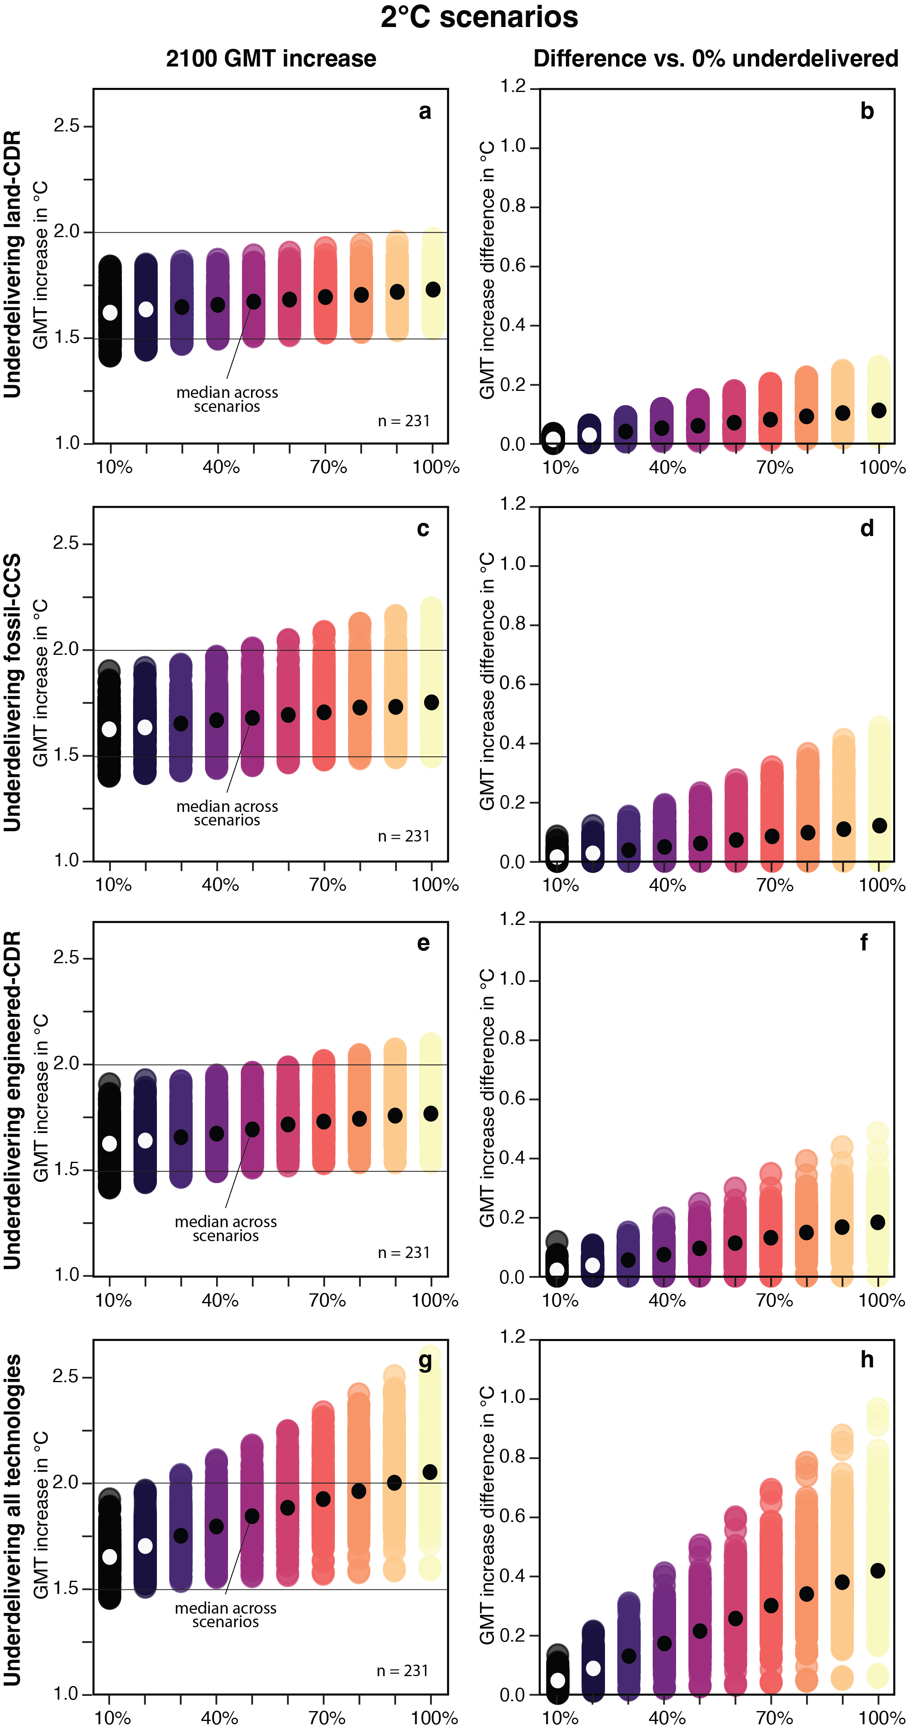 2°C scenarios
2100 GMT increase
Difference vs. 0% underdelivered
Underdelivering land-CDR
GMT increase in °C
2.5
2.0
1.5
1.0
a
median across
scenarios
n = 231
10% 40% 70% 100%
GMT increase difference in °C
1.2
1.0
0.8
0.6
0.4
0.2
0.0
b
10% 40% 70% 100%
Underdelivering fossil-CCS
GMT increase in °C
2.5
2.0
1.5
1.0
c
median across
scenarios
n = 231
10% 40% 70% 100%
GMT increase difference in °C
1.2
1.0
0.8
0.6
0.4
0.2
0.0
d
10% 40% 70% 100%
Underdelivering engineered-CDR
GMT increase in °C
2.5
2.0
1.5
1.0
e
median across
scenarios
n = 231
10% 40% 70% 100%
GMT increase difference in °C
1.2
1.0
0.8
0.6
0.4
0.2
0.0
f
10% 40% 70% 100%
Underdelivering all technologies
GMT increase in °C
2.5
2.0
1.5
1.0
g
median across
scenarios
n = 231
10% 40% 70% 100%
GMT increase difference in °C
1.2
1.0
0.8
0.6
0.4
0.2
0.0
h
10% 40% 70% 100%